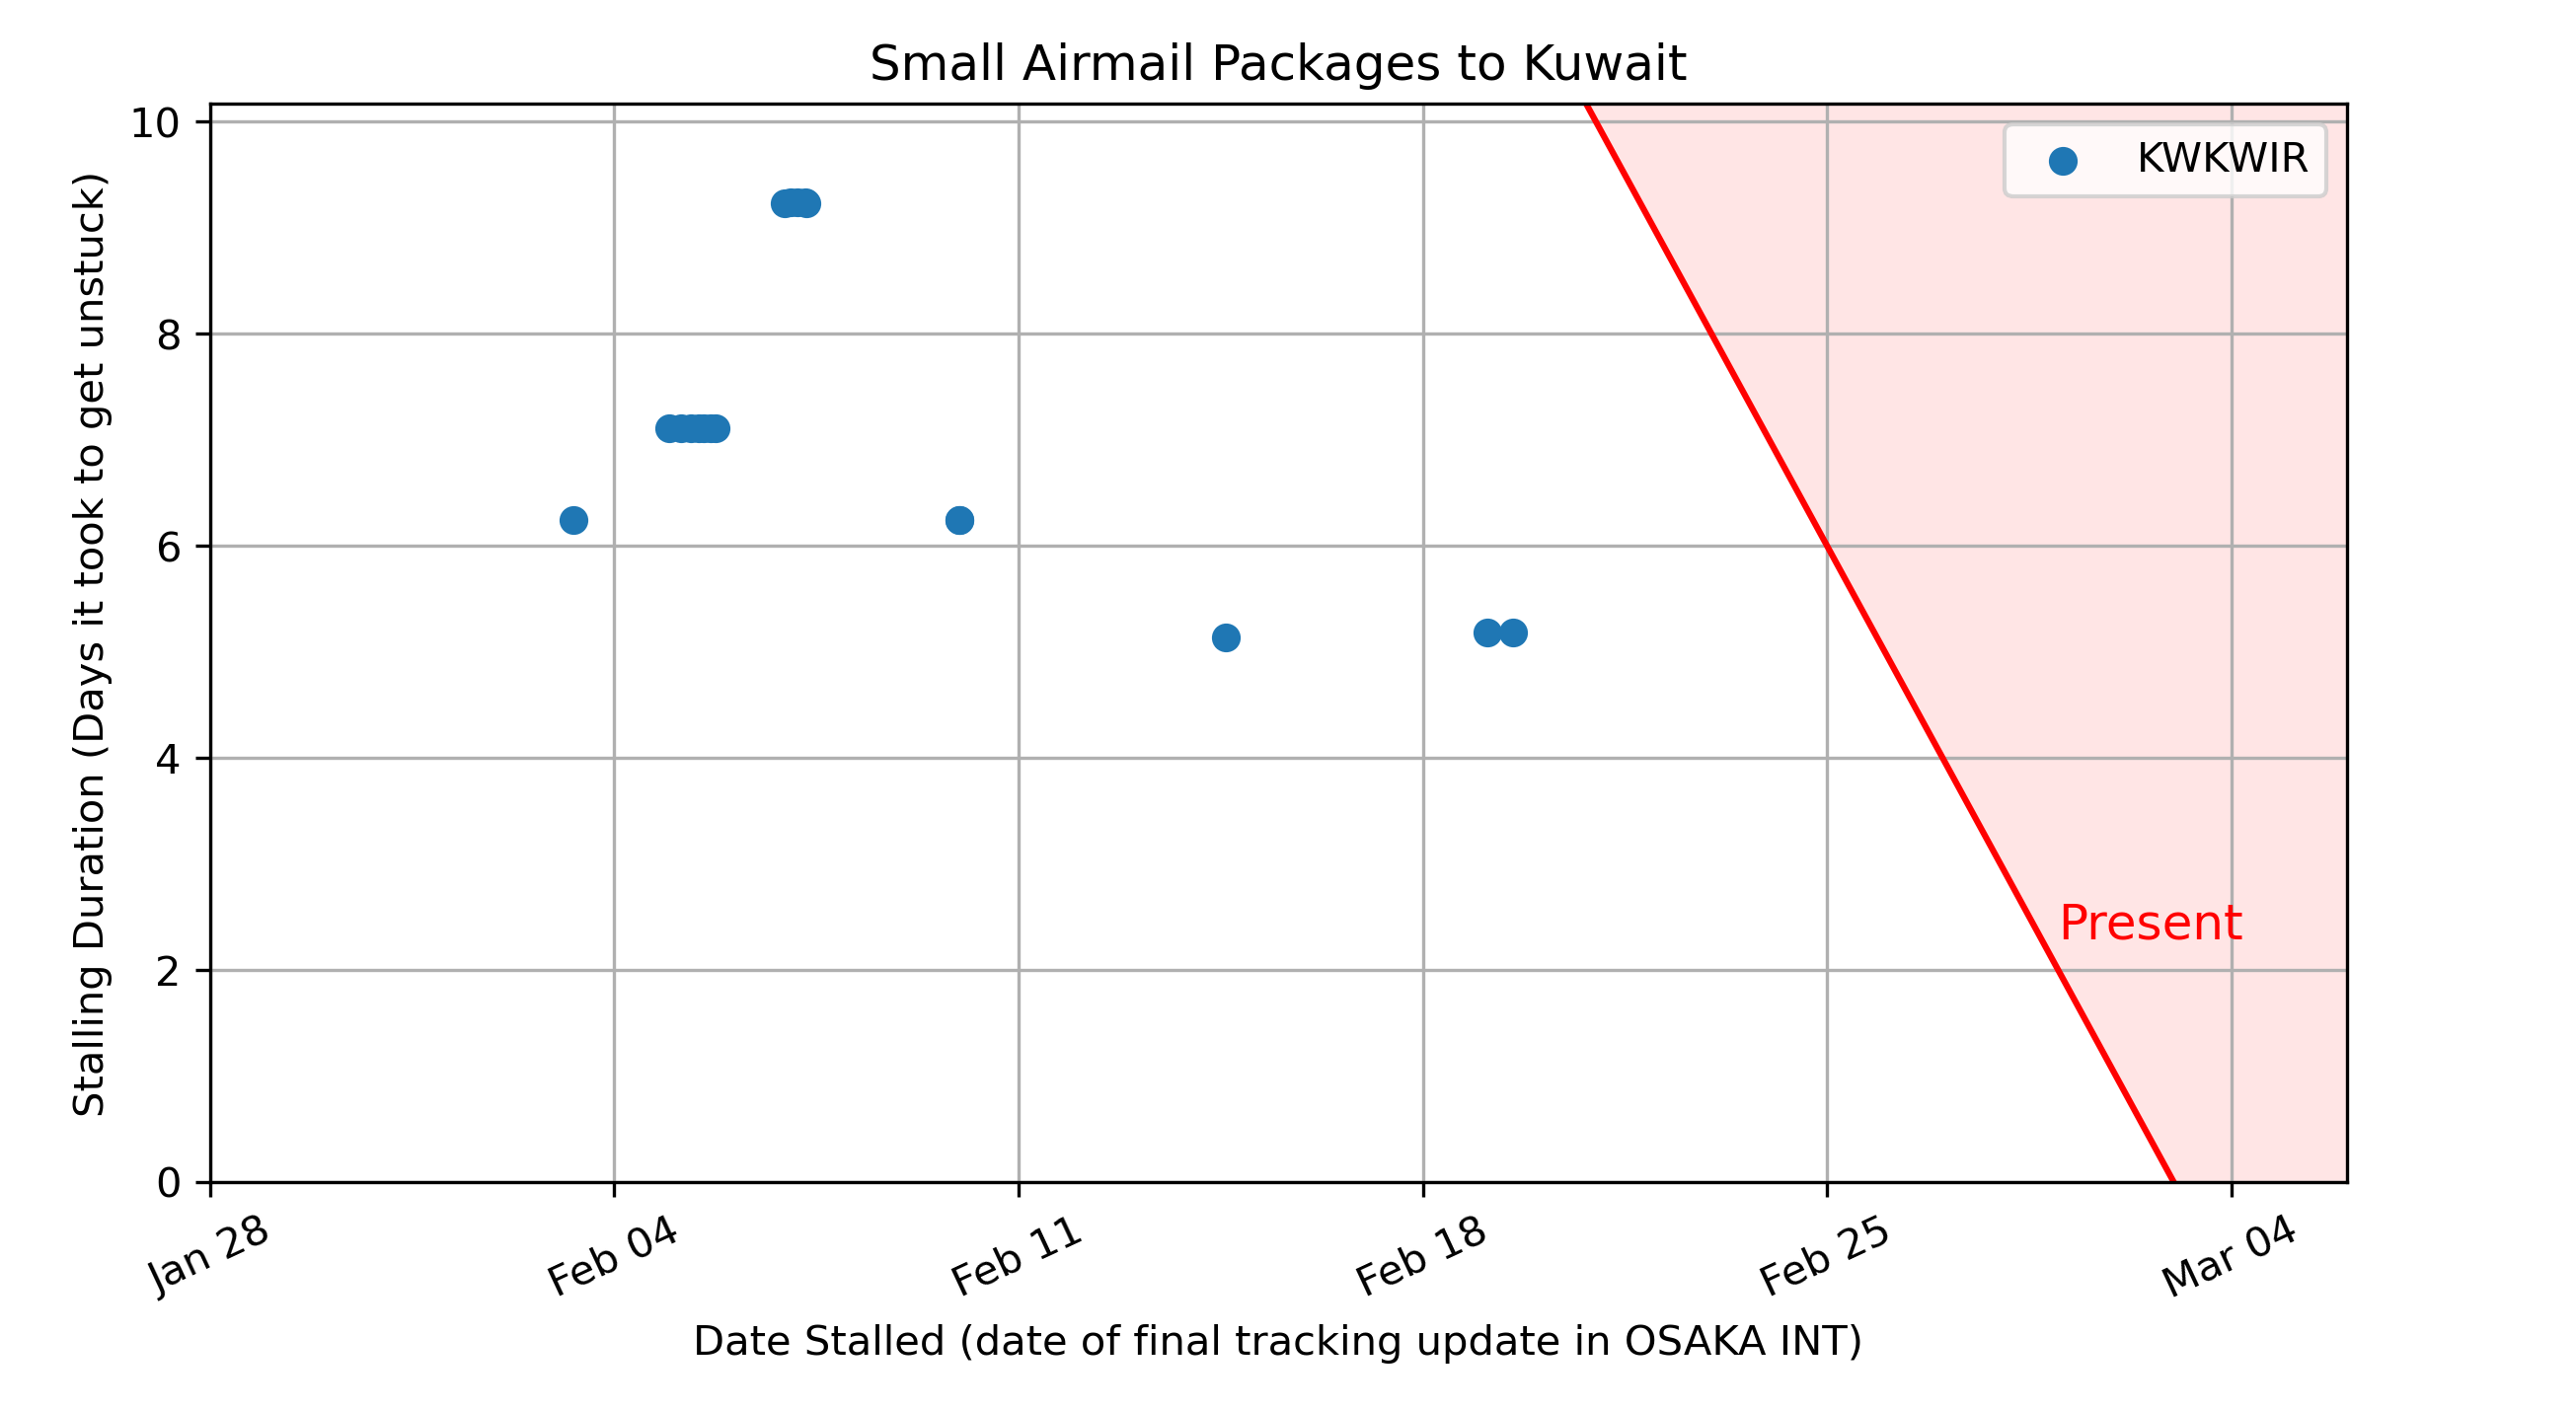 Small Airmail Packages to Kuwait
KWKWIR
Stalling Duration (Days it took to get unstuck)
10
8
6
4
2
0
Present
Jan 28
Feb 04
Feb 11
Feb 18
Feb 25
Mar 04
Date Stalled (date of final tracking update in OSAKA INT)